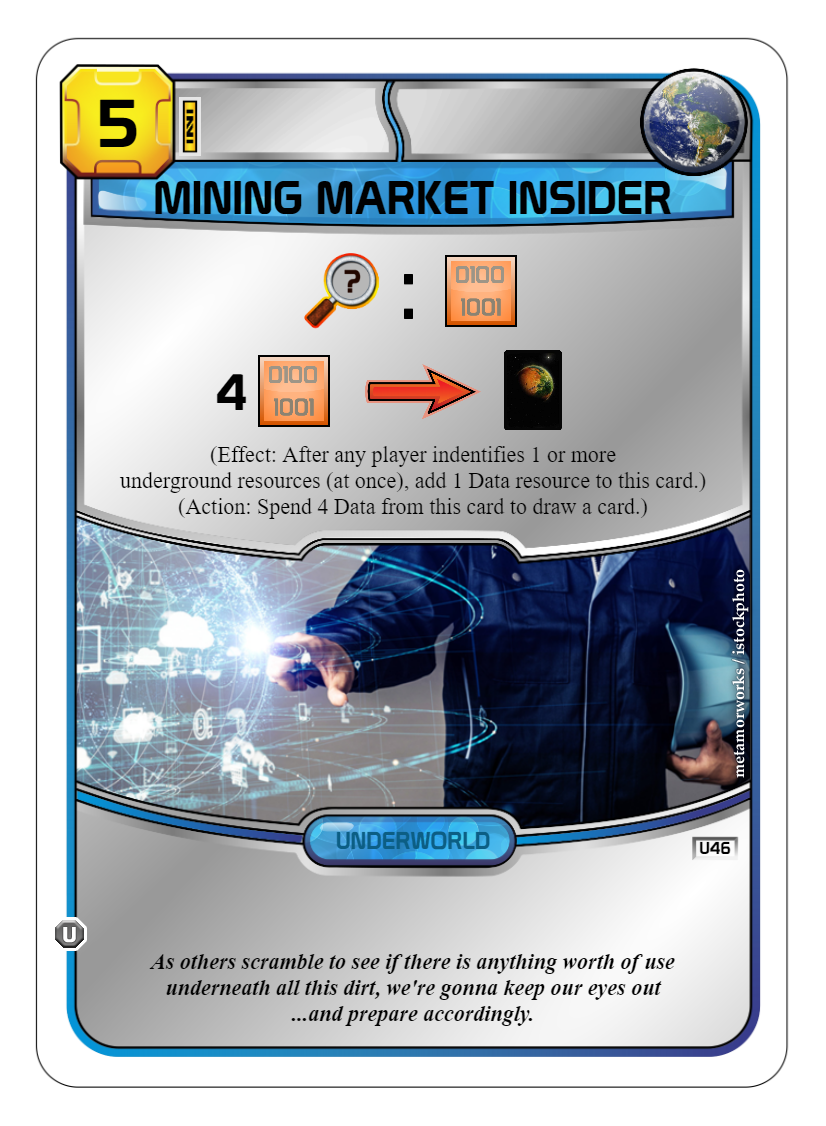 5
MINING MARKET INSIDER
? : 0100
1001
4 0100
1001
(Effect: After any player indentifies 1 or more
underground resources (at once), add 1 Data resource to this card.)
(Action: Spend 4 Data from this card to draw a card.)
metamorworks / istockphoto
UNDERWORLD
U46
U
As others scramble to see if there is anything worth of use
underneath all this dirt, we're gonna keep our eyes out
...and prepare accordingly.